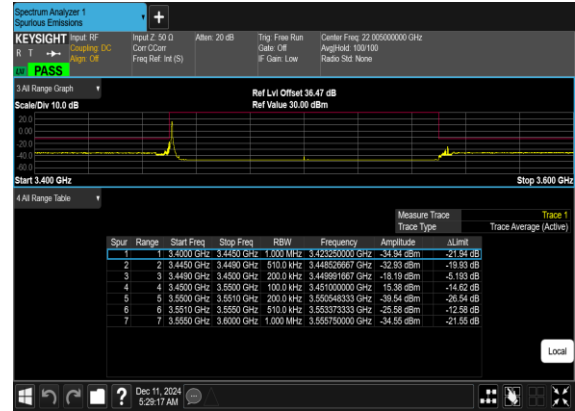 Spectrum Analyzer 1
Spurious Emissions
KEYSIGHT Input: RF Input Z: 50 Ω Atten: 20 dB Trig: Free Run Center Freq: 22.005000000 GHz
R T Coupling: DC Corr CCorr Gate: Off Avg|Hold: 100/100
Align: Off Freq Ref: Int (S) IF Gain: Low Radio Std: None
PASS
3 All Range Graph Ref Lvl Offset 36.47 dB
Scale/Div 10.0 dB Ref Value 30.00 dBm
20.0
0.00
-20.0
-40.0
-60.0
Start 3.400 GHz Stop 3.600 GHz
4 All Range Table
Measure Trace Trace 1
Trace Type Trace Average (Active)
Spur Range Start Freq Stop Freq RBW Frequency Amplitude ΔLimit
1 1 3.4000 GHz 3.4450 GHz 1.000 MHz 3.423250000 GHz -34.94 dBm -21.94 dB
2 2 3.4450 GHz 3.4490 GHz 510.0 kHz 3.448526667 GHz -32.93 dBm -19.93 dB
3 3 3.4490 GHz 3.4500 GHz 200.0 kHz 3.449991667 GHz -18.19 dBm -5.193 dB
4 4 3.4500 GHz 3.5500 GHz 100.0 kHz 3.451000000 GHz 15.38 dBm -14.62 dB
5 5 3.5500 GHz 3.5510 GHz 200.0 kHz 3.550548333 GHz -39.54 dBm -26.54 dB
6 6 3.5510 GHz 3.5550 GHz 510.0 kHz 3.553373333 GHz -25.58 dBm -12.58 dB
7 7 3.5550 GHz 3.6000 GHz 1.000 MHz 3.555750000 GHz -34.55 dBm -21.55 dB
Local
Dec 11, 2024
5:29:17 AM